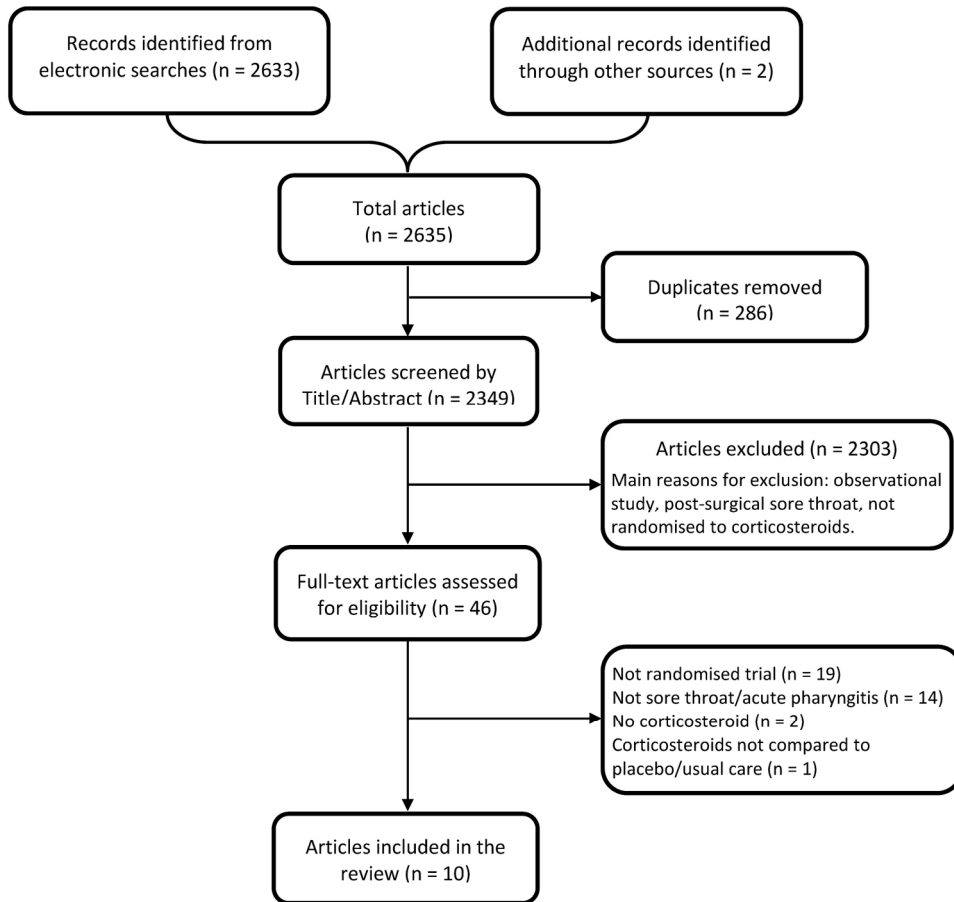 Records identified from
electronic searches (n = 2633)
Additional records identified
through other sources (n = 2)
Total articles
(n = 2635)
Duplicates removed
(n = 286)
Articles screened by
Title/Abstract (n = 2349)
Articles excluded (n = 2303)
Main reasons for exclusion: observational
study, post-surgical sore throat, not
randomised to corticosteroids.
Full-text articles assessed
for eligibility (n = 46)
Not randomised trial (n = 19)
Not sore throat/acute pharyngitis (n = 14)
No corticosteroid (n = 2)
Corticosteroids not compared to
placebo/usual care (n = 1)
Articles included in the
review (n = 10)